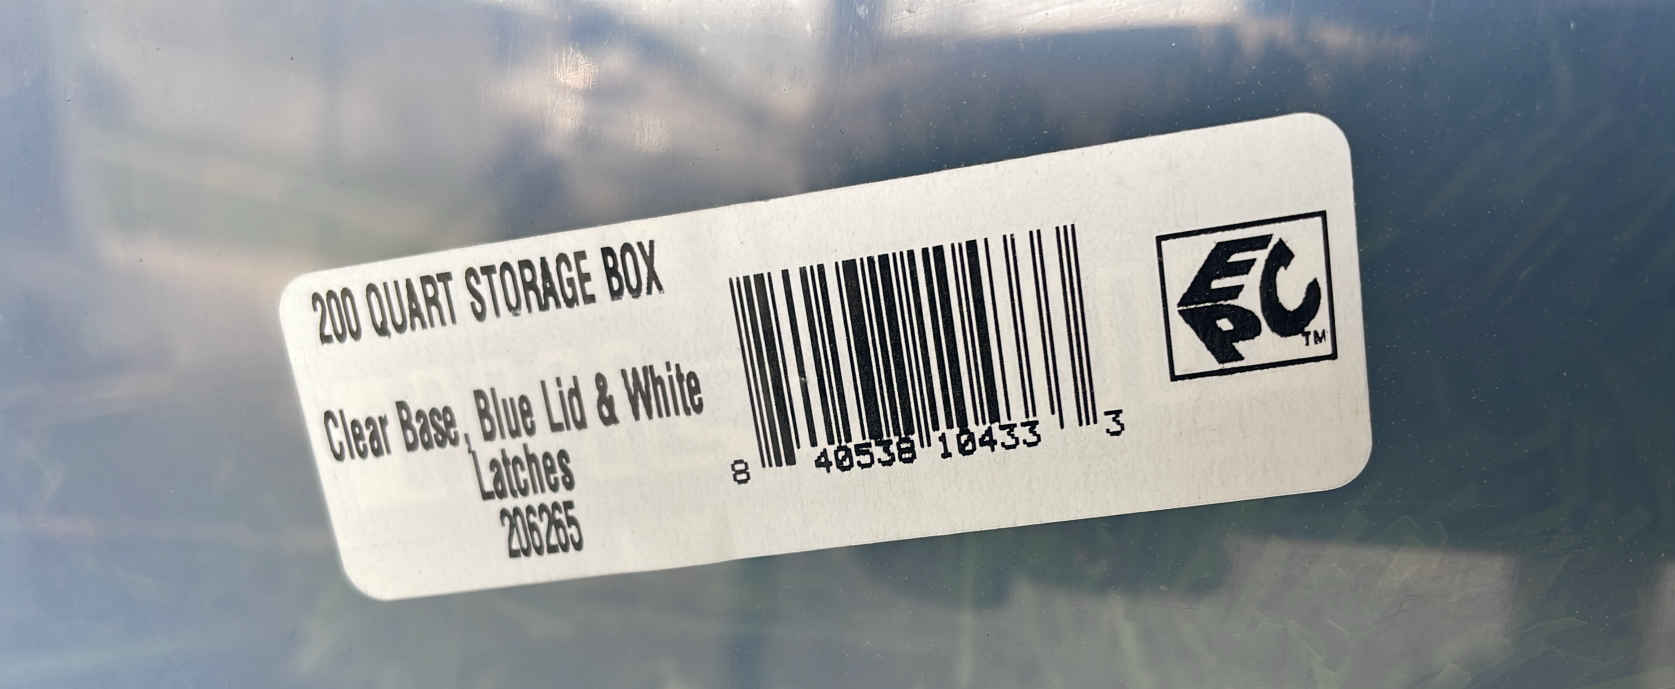 200 QUART STORAGE BOX
Clear Base, Blue Lid & White
Latches
206265
8 40538 10433 3
EPC
TM